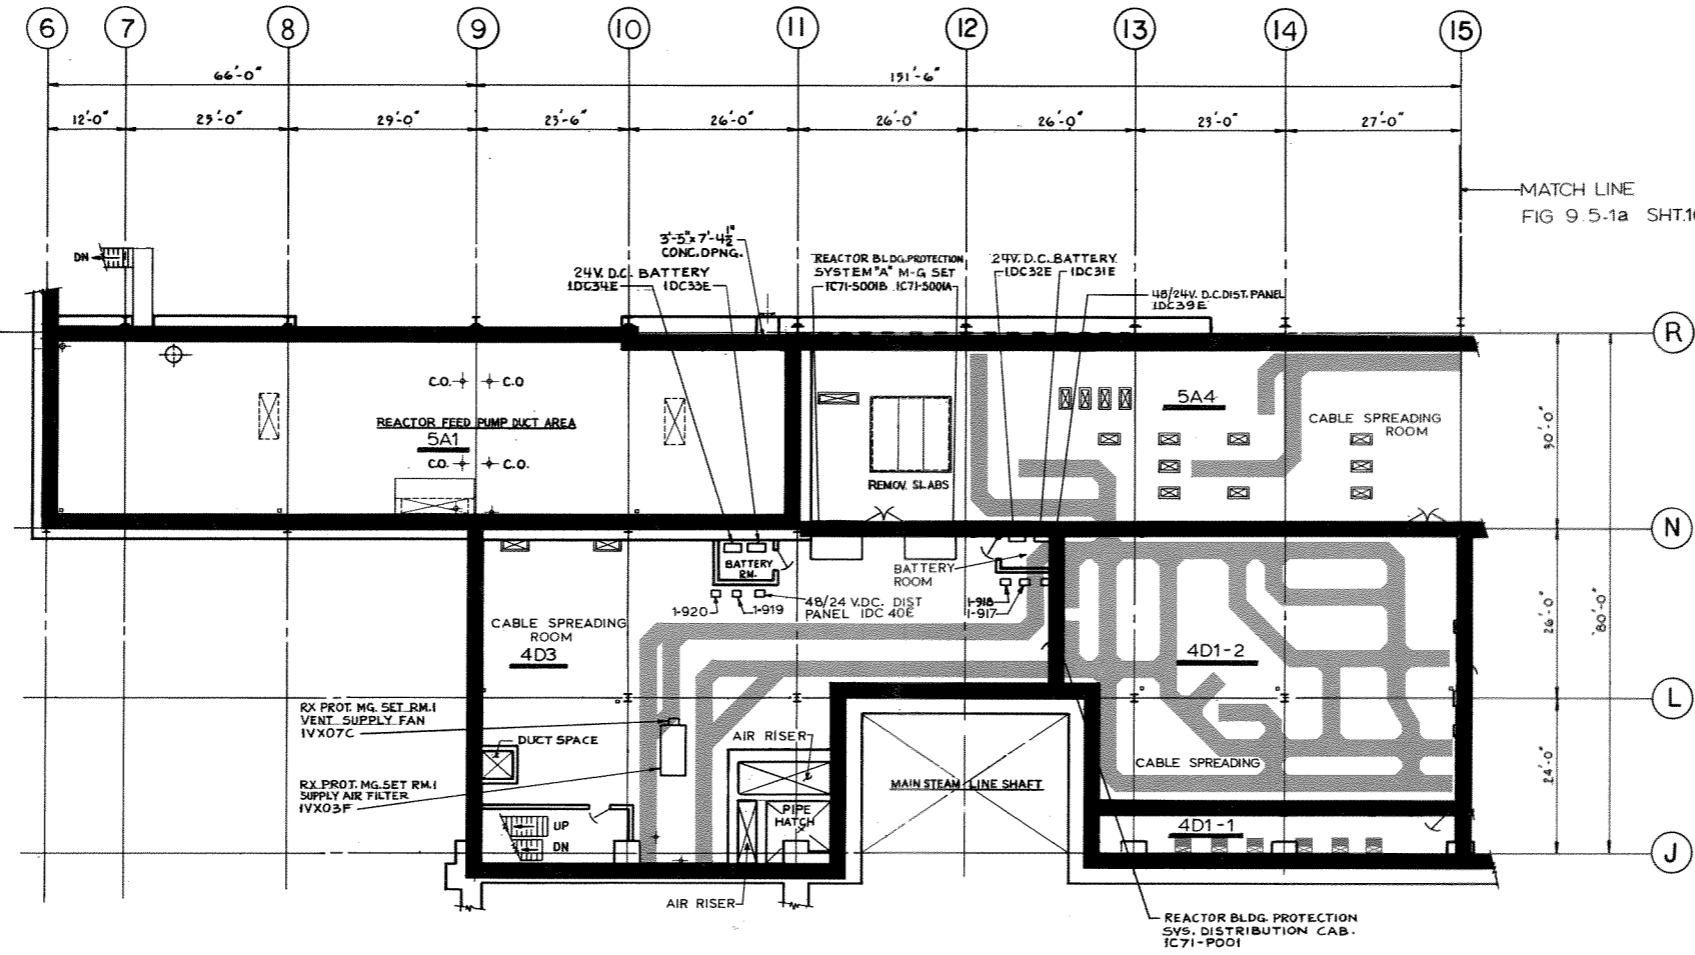 6 7 8 9 10 11 12 13 14 15
66'-0" 151'-6"
12'-0" 25'-0" 29'-0" 23'-6" 26'-0" 26'-0" 26'-0" 23'-0" 27'-0"
MATCH LINE
FIG 9.5-1a SHT.
DN
3'-5"x7'-4½"
CONC. DPNG.
24V. D.C. BATTERY
1DC34E 1DC33E
REACTOR BLDG. PROTECTION
SYSTEM "A" M-G SET
1C71-S001B 1C71-S001A
24V. D.C. BATTERY
1DC32E 1DC31E
48/24V. D.C. DIST. PANEL
1DC39E
R
C.O. C.O
REACTOR FEED PUMP DUCT AREA
5A1
C.O. C.O.
REMOV. SLABS
5A4
CABLE SPREADING
ROOM
30'-0"
N
BATTERY
RM.
BATTERY
ROOM
1-920 1-919
48/24 V.D.C. DIST
PANEL 1DC 40E
1-918
1-917
CABLE SPREADING
ROOM
4D3
4D1-2
26'-0"
80'-0"
L
RX PROT. MG. SET RM.1
VENT SUPPLY FAN
1VX07C
DUCT SPACE
AIR RISER
RX PROT. MG. SET RM.1
SUPPLY AIR FILTER
1VX03F
MAIN STEAM LINE SHAFT
CABLE SPREADING
24'-0"
PIPE
HATCH
UP
DN
4D1-1
J
AIR RISER
REACTOR BLDG. PROTECTION
SYS. DISTRIBUTION CAB.
1C71-P001